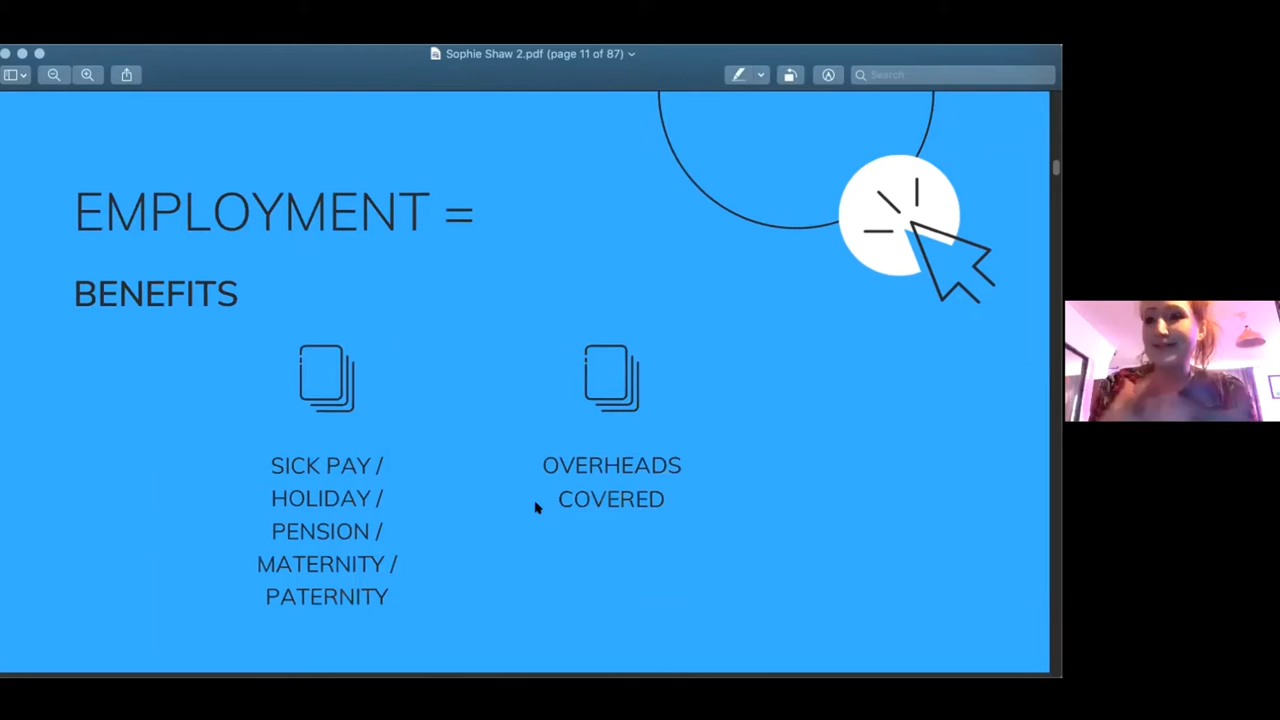 Sophie Shaw 2.pdf (page 11 of 87)
Search
EMPLOYMENT =
BENEFITS
SICK PAY /
HOLIDAY /
PENSION /
MATERNITY /
PATERNITY
OVERHEADS
COVERED